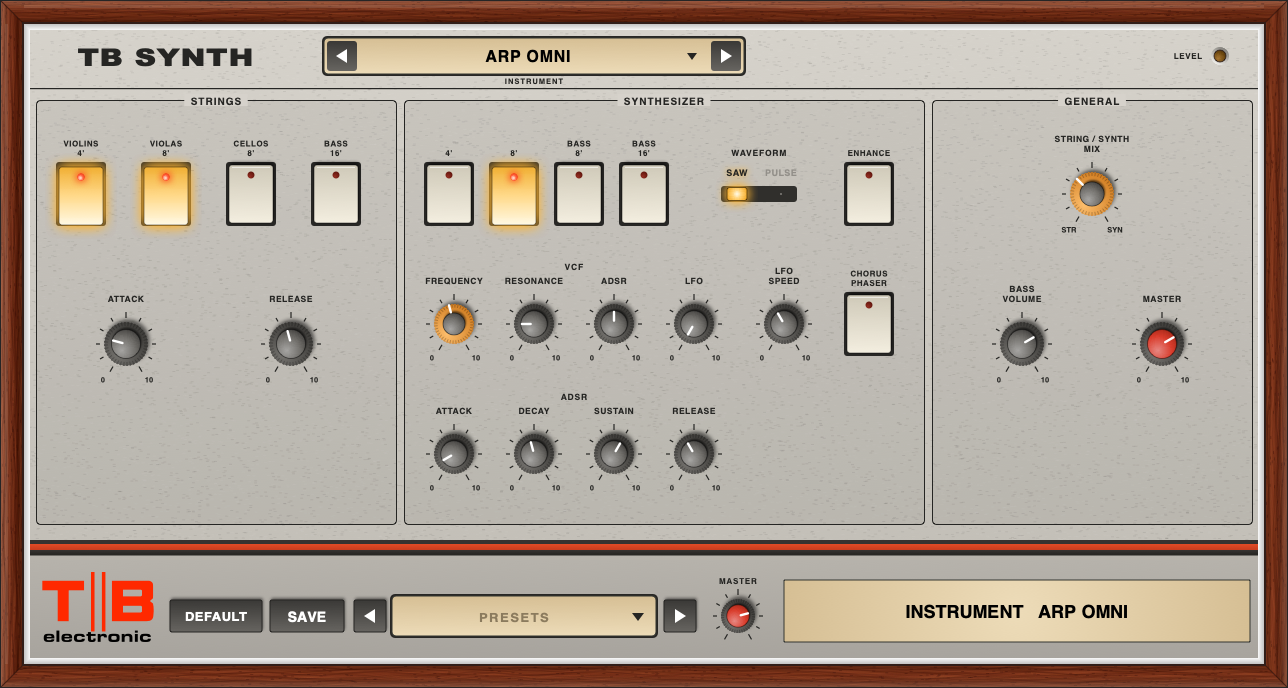 TB SYNTH
ARP OMNI
INSTRUMENT
LEVEL
STRINGS
SYNTHESIZER
GENERAL
VIOLINS
4'
VIOLAS
8'
CELLOS
8'
BASS
16'
4'
8'
BASS
8'
BASS
16'
WAVEFORM
SAW PULSE
ENHANCE
STRING / SYNTH
MIX
STR SYN
ATTACK
0 10
RELEASE
0 10
VCF
FREQUENCY
0 10
RESONANCE
0 10
ADSR
0 10
LFO
0 10
LFO
SPEED
0 10
CHORUS
PHASER
BASS
VOLUME
0 10
MASTER
0 10
ADSR
ATTACK
0 10
DECAY
0 10
SUSTAIN
0 10
RELEASE
0 10
TB
electronic
DEFAULT
SAVE
PRESETS
MASTER
INSTRUMENT ARP OMNI